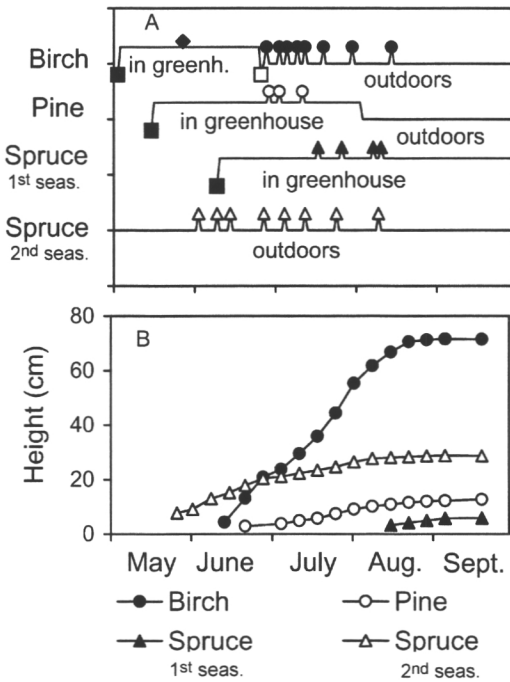 A
Birch
in greenh.
outdoors
Pine
in greenhouse
outdoors
Spruce
1st seas.
in greenhouse
Spruce
2nd seas.
outdoors
B
Height (cm)
80
60
40
20
0
May June July Aug. Sept.
Birch Pine
Spruce Spruce
1st seas. 2nd seas.